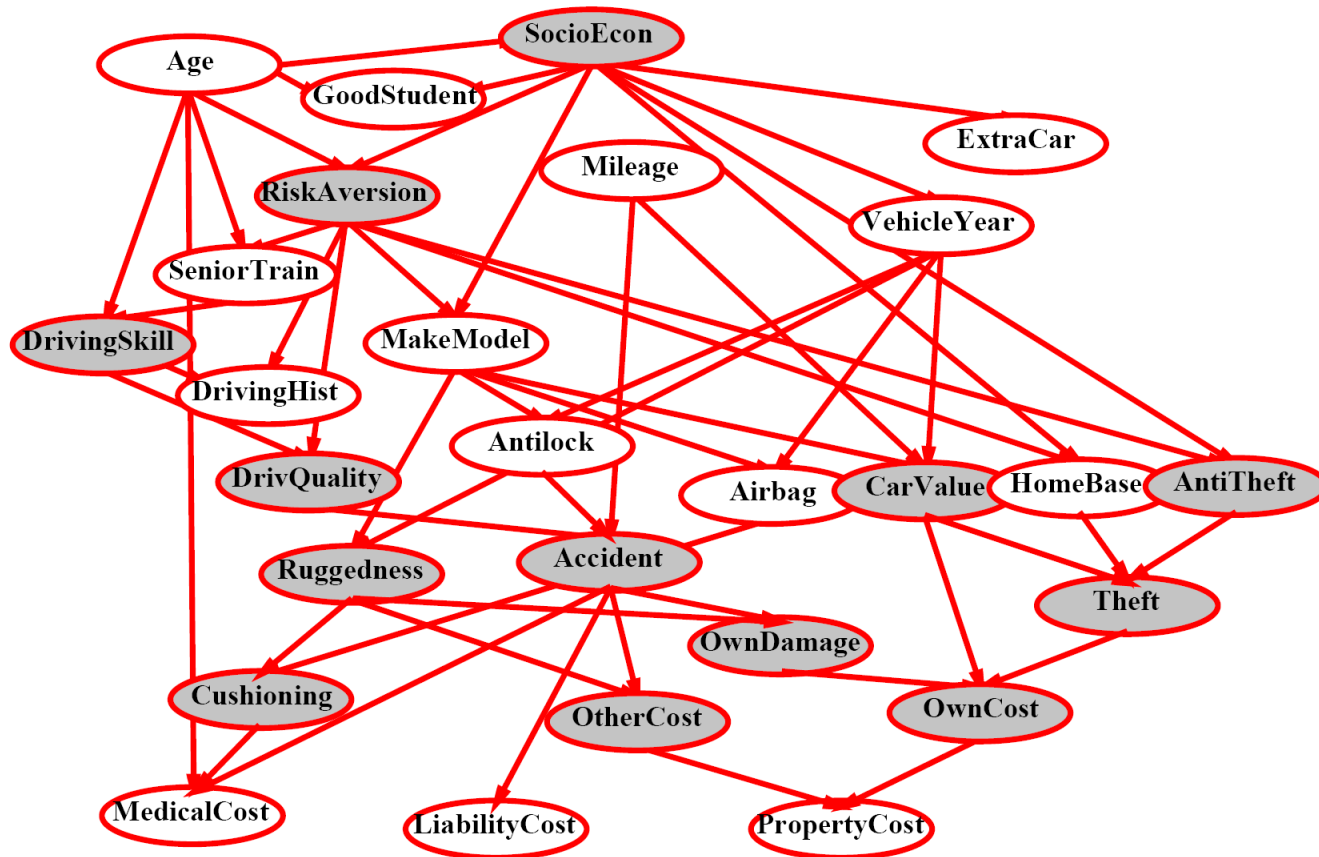 SocioEcon
Age
GoodStudent
ExtraCar
Mileage
RiskAversion
VehicleYear
SeniorTrain
DrivingSkill
MakeModel
DrivingHist
Antilock
DrivQuality
Airbag
CarValue
HomeBase
AntiTheft
Ruggedness
Accident
Theft
OwnDamage
Cushioning
OtherCost
OwnCost
MedicalCost
LiabilityCost
PropertyCost